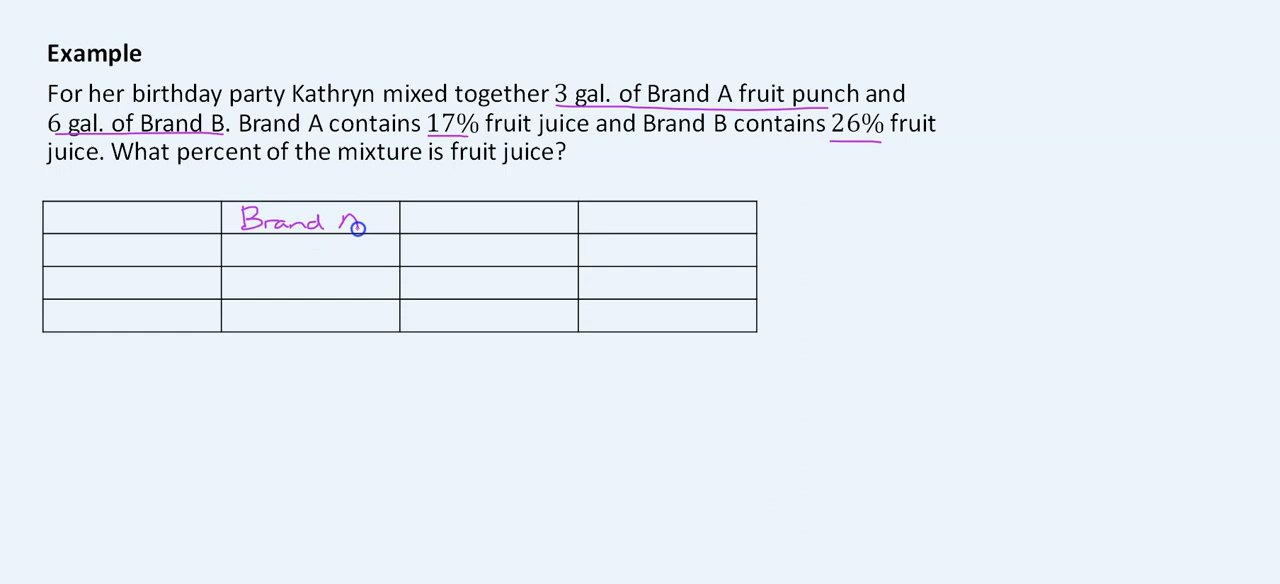 Example
For her birthday party Kathryn mixed together 3 gal. of Brand A fruit punch and
6 gal. of Brand B. Brand A contains 17% fruit juice and Brand B contains 26% fruit
juice. What percent of the mixture is fruit juice?
Brand